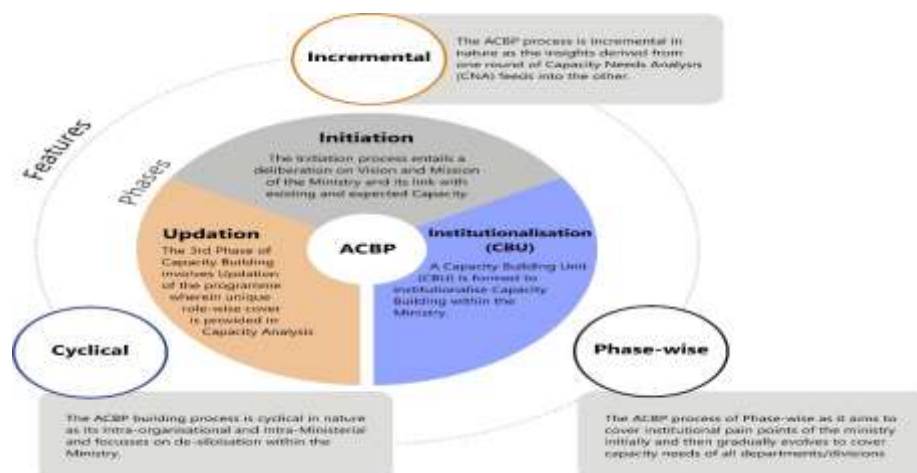 Incremental
The ACBP process is incremental in
nature as the insights derived from
one round of Capacity Needs Analysis
(CNA) feeds into the other.
Features
Phases
Initiation
The Initiation process entails a
deliberation on Vision and Mission
of the Ministry and its link with
existing and expected Capacity
Updation
The 3rd Phase of
Capacity Building
involves Updation
of the programme
wherein unique
role-wise cover
is provided in
Capacity Analysis
ACBP
Institutionalisation
(CBU)
A Capacity Building Unit
(CBU) is formed to
institutionalise Capacity
Building within the
Ministry.
Cyclical
The ACBP building process is cyclical in nature
as its Intra-organisational and Intra-Ministerial
and focusses on de-siloisation within the
Ministry.
Phase-wise
The ACBP process of Phase-wise as it aims to
cover institutional pain points of the ministry
initially and then gradually evolves to cover
capacity needs of all departments/divisions